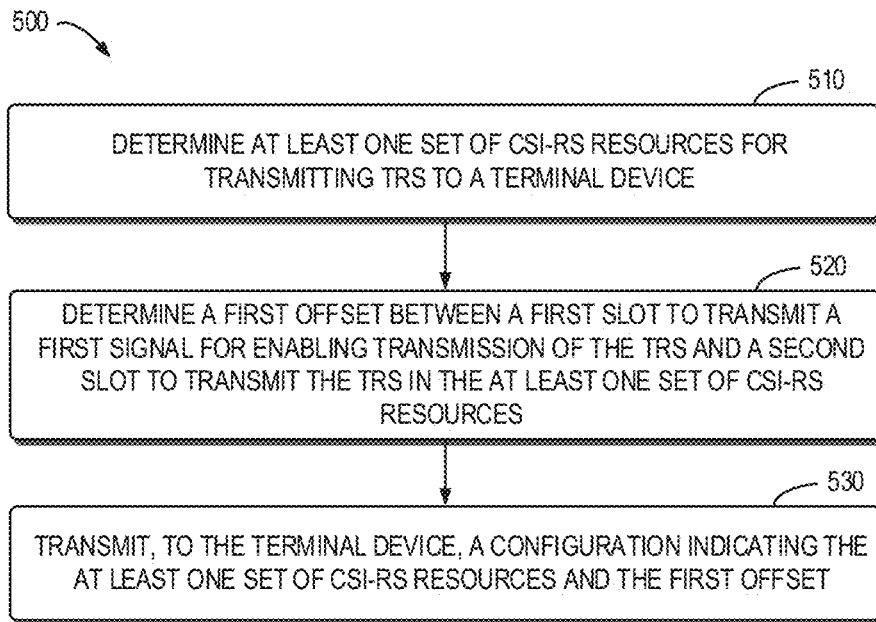 500
510
DETERMINE AT LEAST ONE SET OF CSI-RS RESOURCES FOR
TRANSMITTING TRS TO A TERMINAL DEVICE
520
DETERMINE A FIRST OFFSET BETWEEN A FIRST SLOT TO TRANSMIT A
FIRST SIGNAL FOR ENABLING TRANSMISSION OF THE TRS AND A SECOND
SLOT TO TRANSMIT THE TRS IN THE AT LEAST ONE SET OF CSI-RS
RESOURCES
530
TRANSMIT, TO THE TERMINAL DEVICE, A CONFIGURATION INDICATING THE
AT LEAST ONE SET OF CSI-RS RESOURCES AND THE FIRST OFFSET